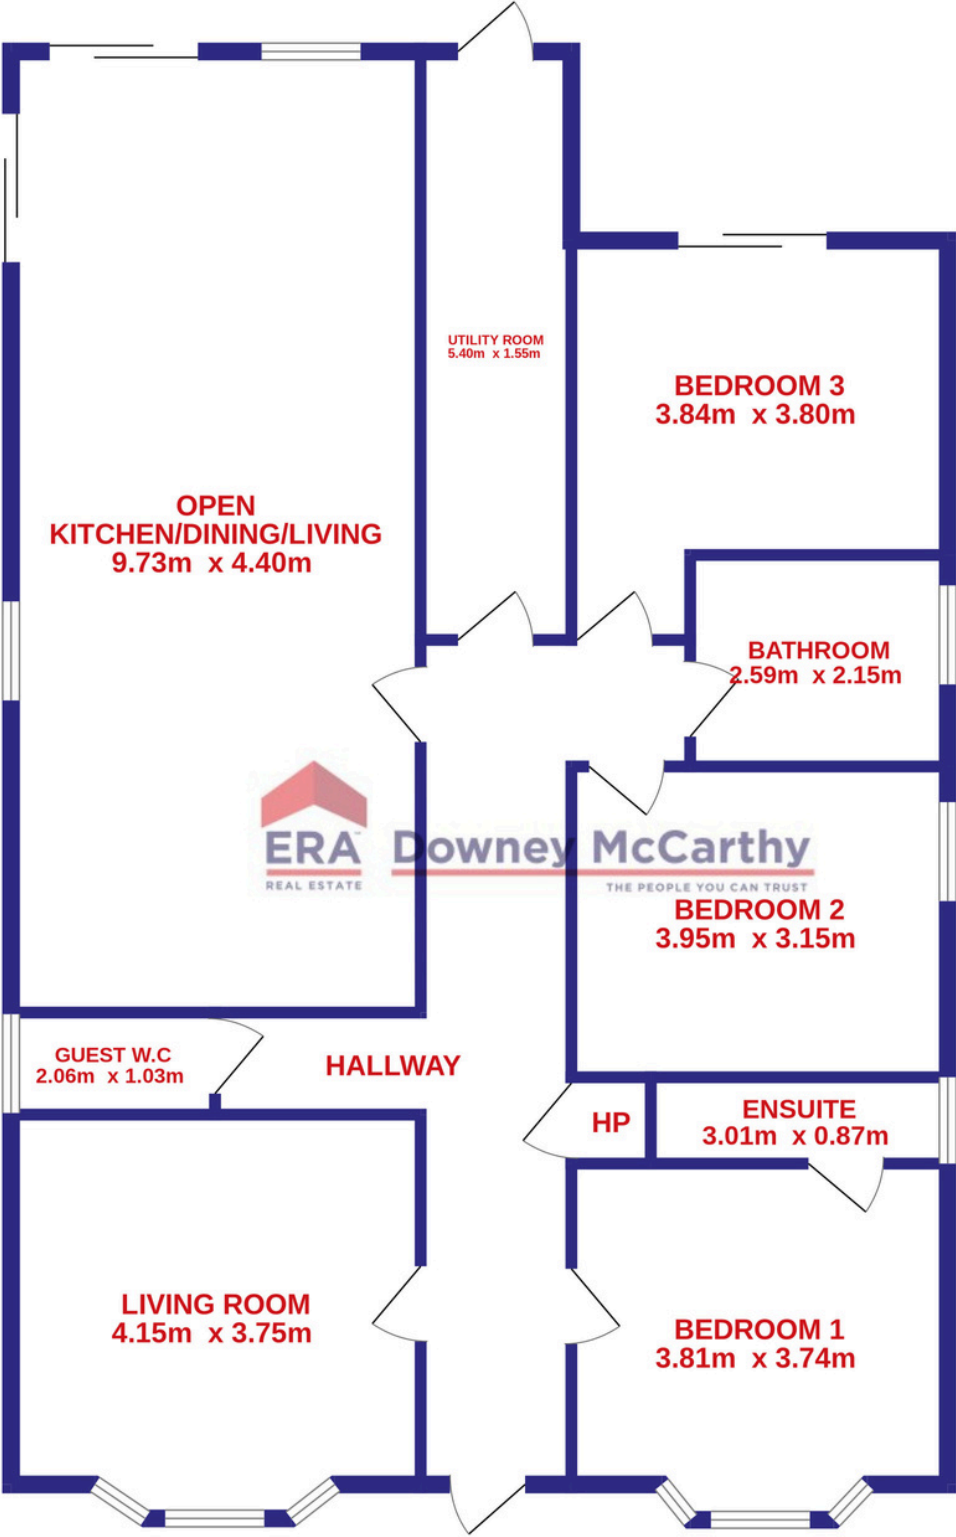 UTILITY ROOM
5.40m x 1.55m
BEDROOM 3
3.84m x 3.80m
OPEN
KITCHEN/DINING/LIVING
9.73m x 4.40m
BATHROOM
2.59m x 2.15m
ERA™ Downey McCarthy
REAL ESTATE THE PEOPLE YOU CAN TRUST
BEDROOM 2
3.95m x 3.15m
GUEST W.C
2.06m x 1.03m
HALLWAY
HP
ENSUITE
3.01m x 0.87m
LIVING ROOM
4.15m x 3.75m
BEDROOM 1
3.81m x 3.74m